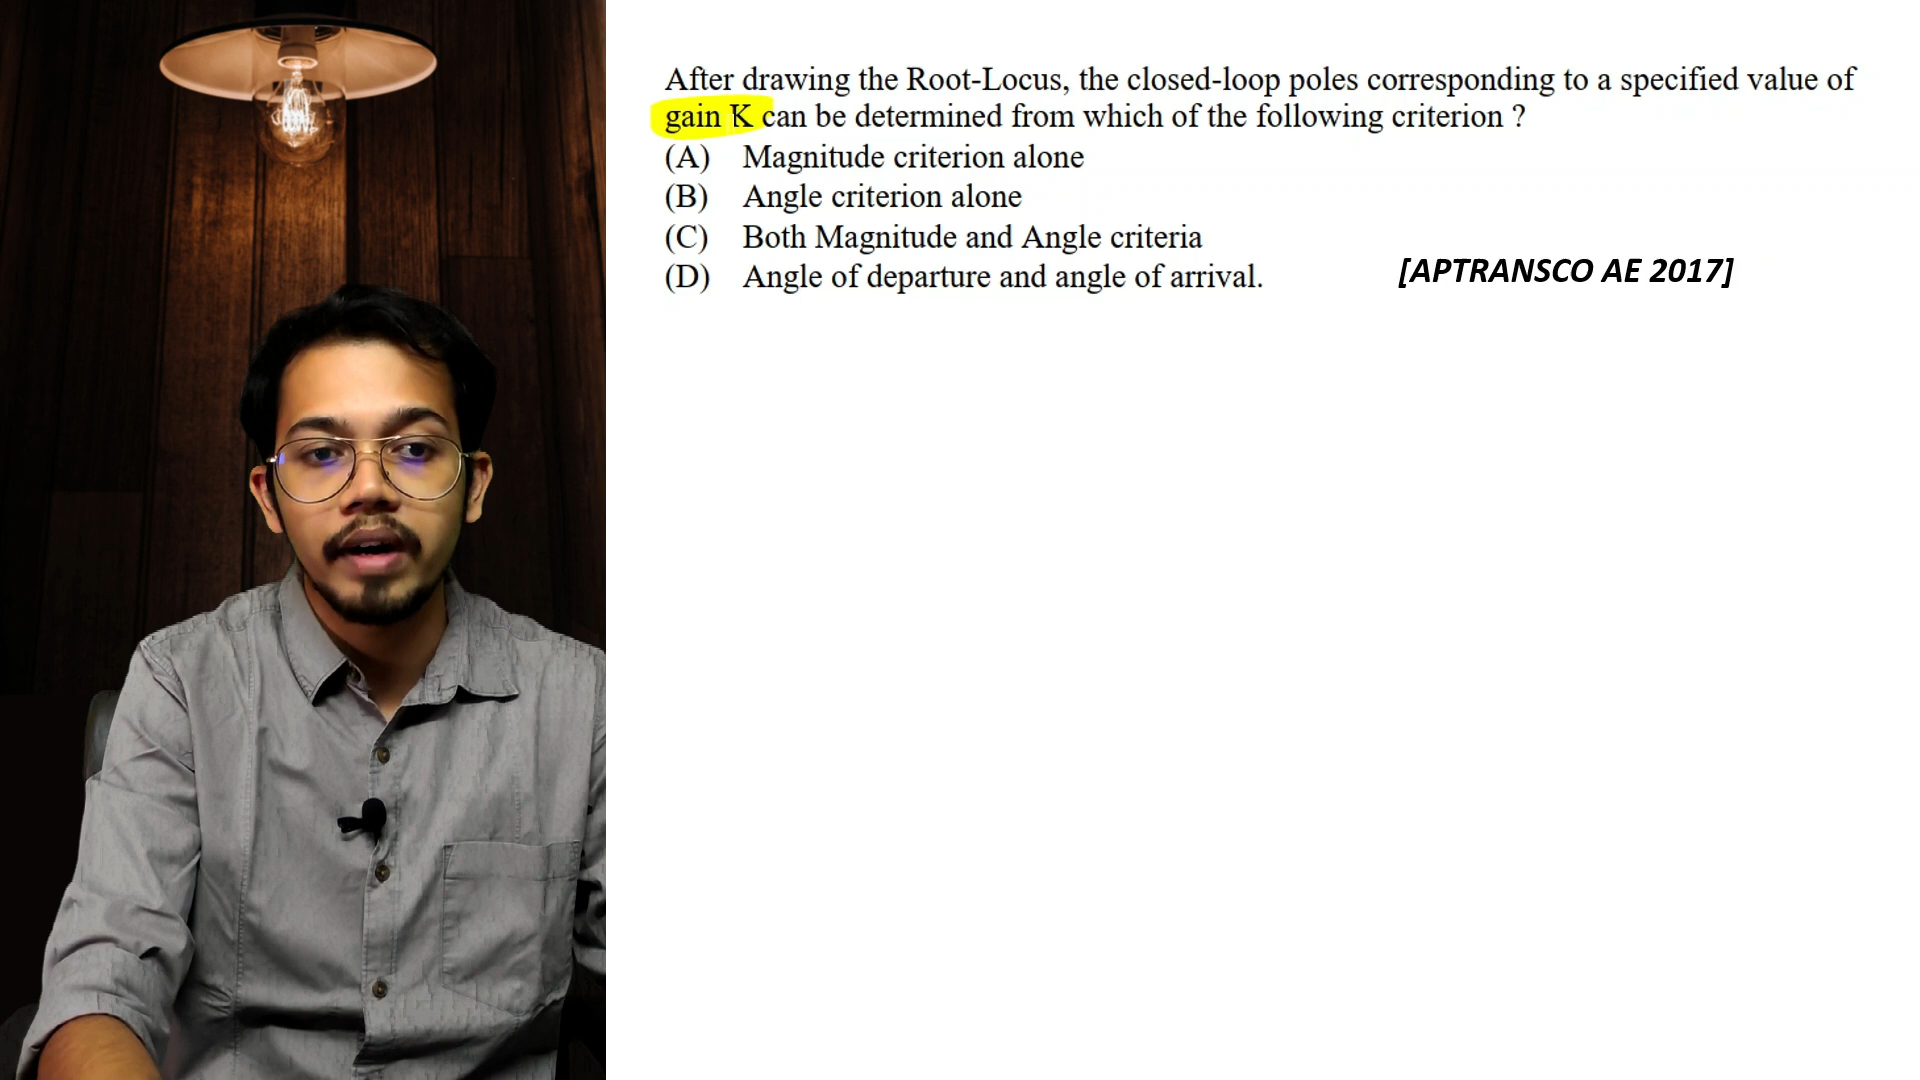 After drawing the Root-Locus, the closed-loop poles corresponding to a specified value of
gain K can be determined from which of the following criterion ?
(A) Magnitude criterion alone
(B) Angle criterion alone
(C) Both Magnitude and Angle criteria
(D) Angle of departure and angle of arrival.
[APTRANSCO AE 2017]